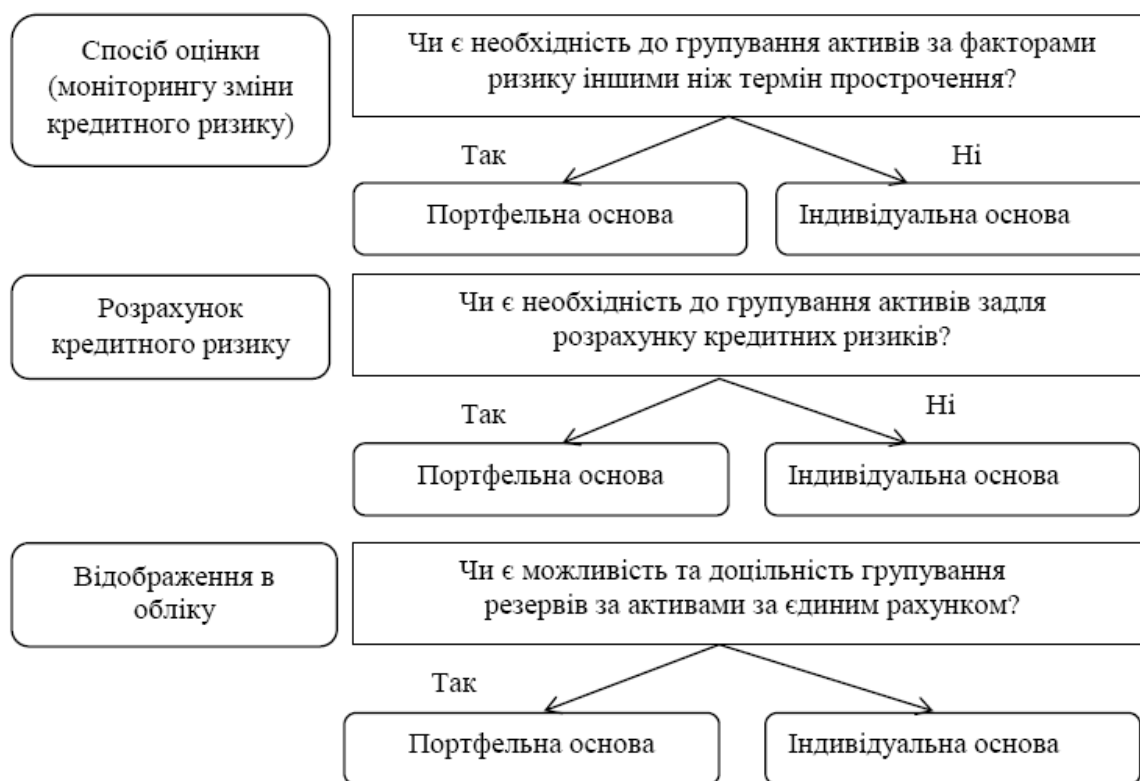 Спосіб оцінки
(моніторингу зміни
кредитного ризику)
Чи є необхідність до групування активів за факторами
ризику іншими ніж термін прострочення?
Так
Ні
Портфельна основа
Індивідуальна основа
Розрахунок
кредитного ризику
Чи є необхідність до групування активів задля
розрахунку кредитних ризиків?
Так
Ні
Портфельна основа
Індивідуальна основа
Відображення в
обліку
Чи є можливість та доцільність групування
резервів за активами за єдиним рахунком?
Так
Портфельна основа
Індивідуальна основа